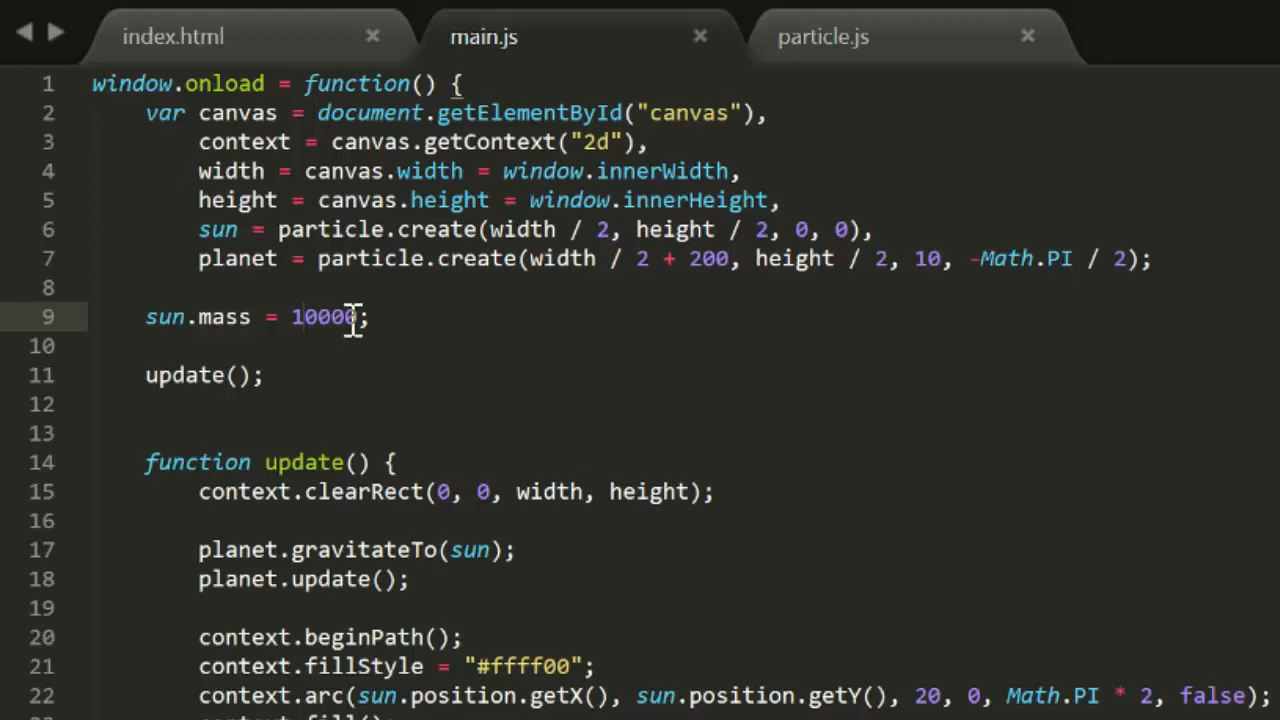 index.html × main.js × particle.js ×
1 window.onload = function() {
2 var canvas = document.getElementById("canvas"),
3 context = canvas.getContext("2d"),
4 width = canvas.width = window.innerWidth,
5 height = canvas.height = window.innerHeight,
6 sun = particle.create(width / 2, height / 2, 0, 0),
7 planet = particle.create(width / 2 + 200, height / 2, 10, -Math.PI / 2);
8
9 sun.mass = 10000;
10
11 update();
12
13
14 function update() {
15 context.clearRect(0, 0, width, height);
16
17 planet.gravitateTo(sun);
18 planet.update();
19
20 context.beginPath();
21 context.fillStyle = "#ffff00";
22 context.arc(sun.position.getX(), sun.position.getY(), 20, 0, Math.PI * 2, false);